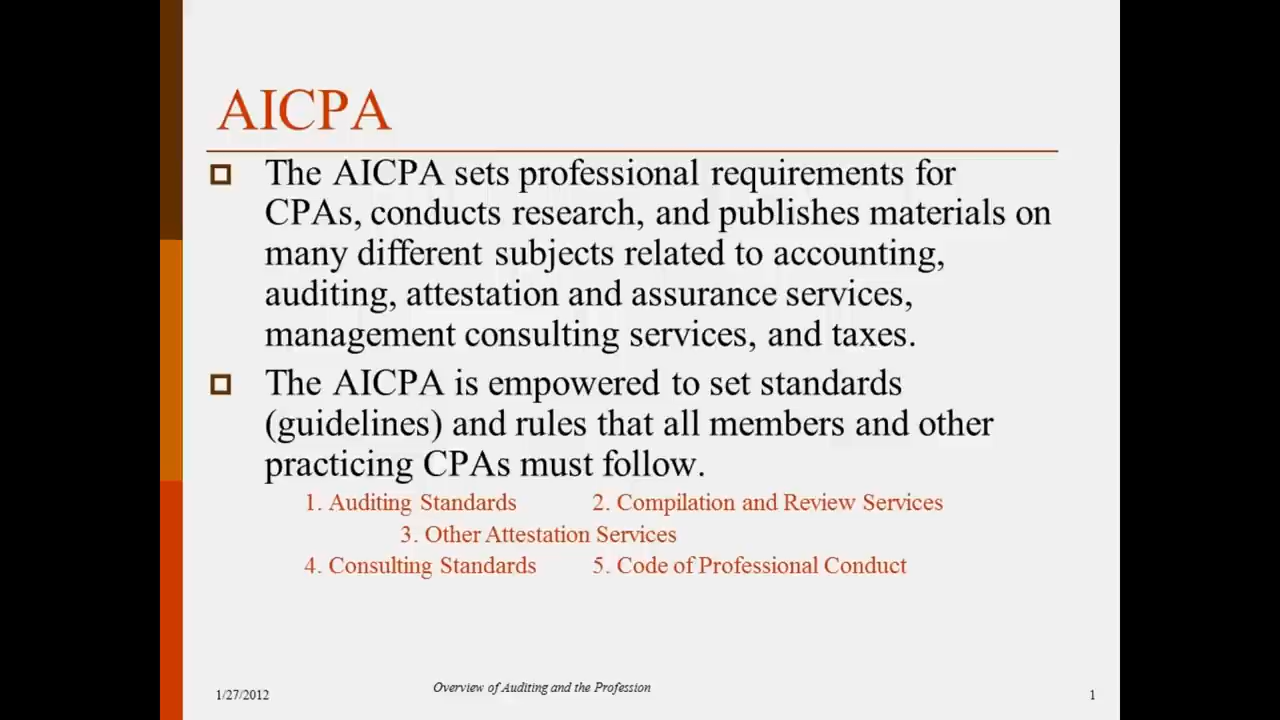 AICPA
The AICPA sets professional requirements for
CPAs, conducts research, and publishes materials on
many different subjects related to accounting,
auditing, attestation and assurance services,
management consulting services, and taxes.
The AICPA is empowered to set standards
(guidelines) and rules that all members and other
practicing CPAs must follow.
1. Auditing Standards 2. Compilation and Review Services
3. Other Attestation Services
4. Consulting Standards 5. Code of Professional Conduct
1/27/2012 Overview of Auditing and the Profession 1